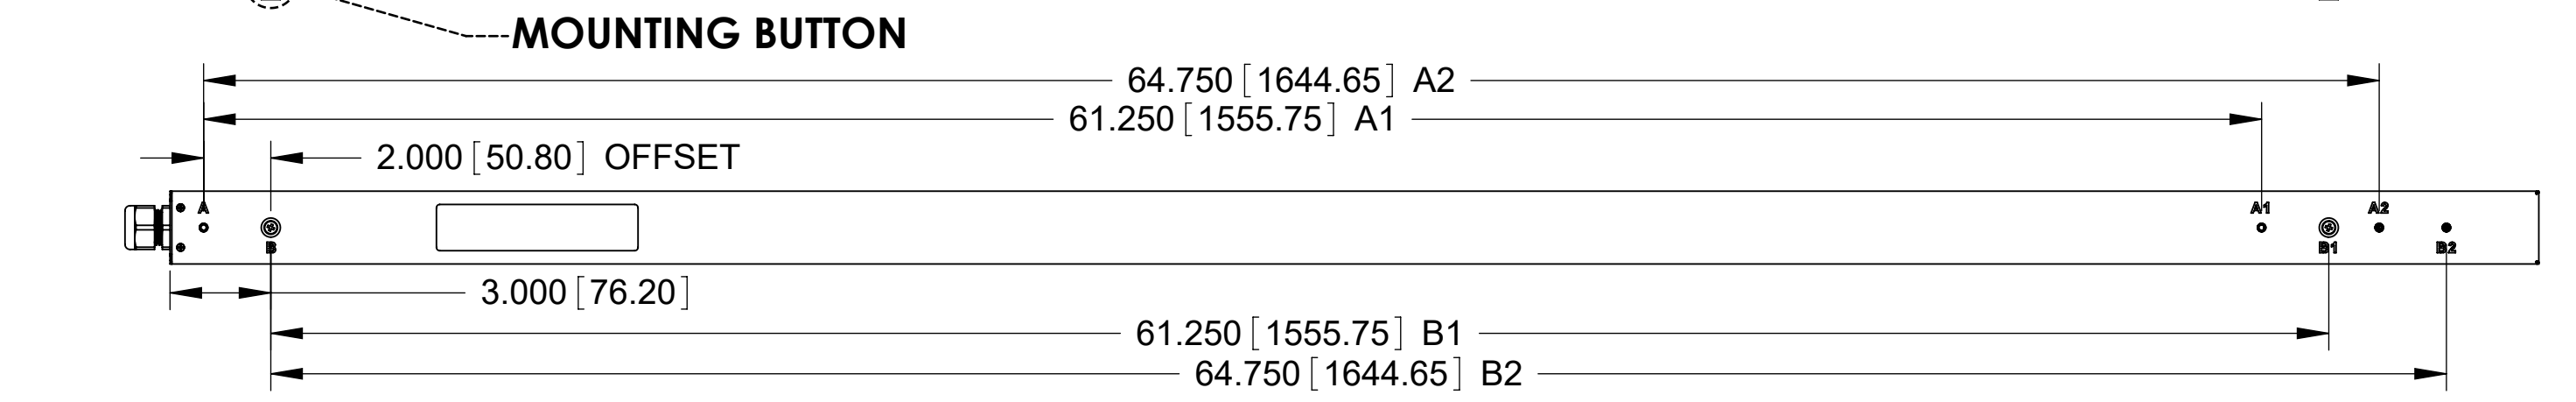 MOUNTING BUTTON
64.750 [1644.65] A2
61.250 [1555.75] A1
2.000 [50.80] OFFSET
A
A1
A2
B
B1
B2
3.000 [76.20]
61.250 [1555.75] B1
64.750 [1644.65] B2